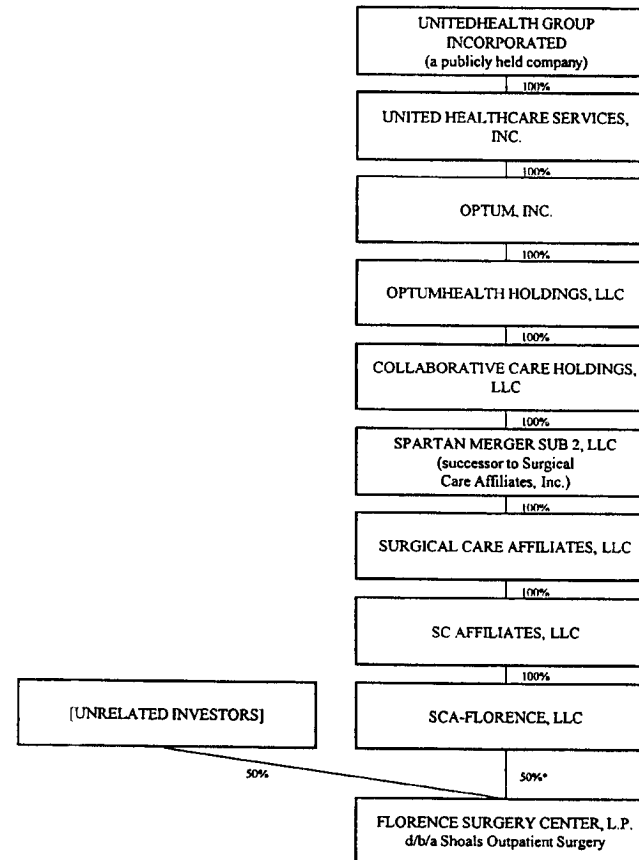 UNITEDHEALTH GROUP
INCORPORATED
(a publicly held company)
100%
UNITED HEALTHCARE SERVICES,
INC.
100%
OPTUM, INC.
100%
OPTUMHEALTH HOLDINGS, LLC
100%
COLLABORATIVE CARE HOLDINGS,
LLC
100%
SPARTAN MERGER SUB 2, LLC
(successor to Surgical
Care Affiliates, Inc.)
100%
SURGICAL CARE AFFILIATES, LLC
100%
SC AFFILIATES, LLC
100%
[UNRELATED INVESTORS]
SCA-FLORENCE, LLC
50%
50%*
FLORENCE SURGERY CENTER, L.P.
d/b/a Shoals Outpatient Surgery